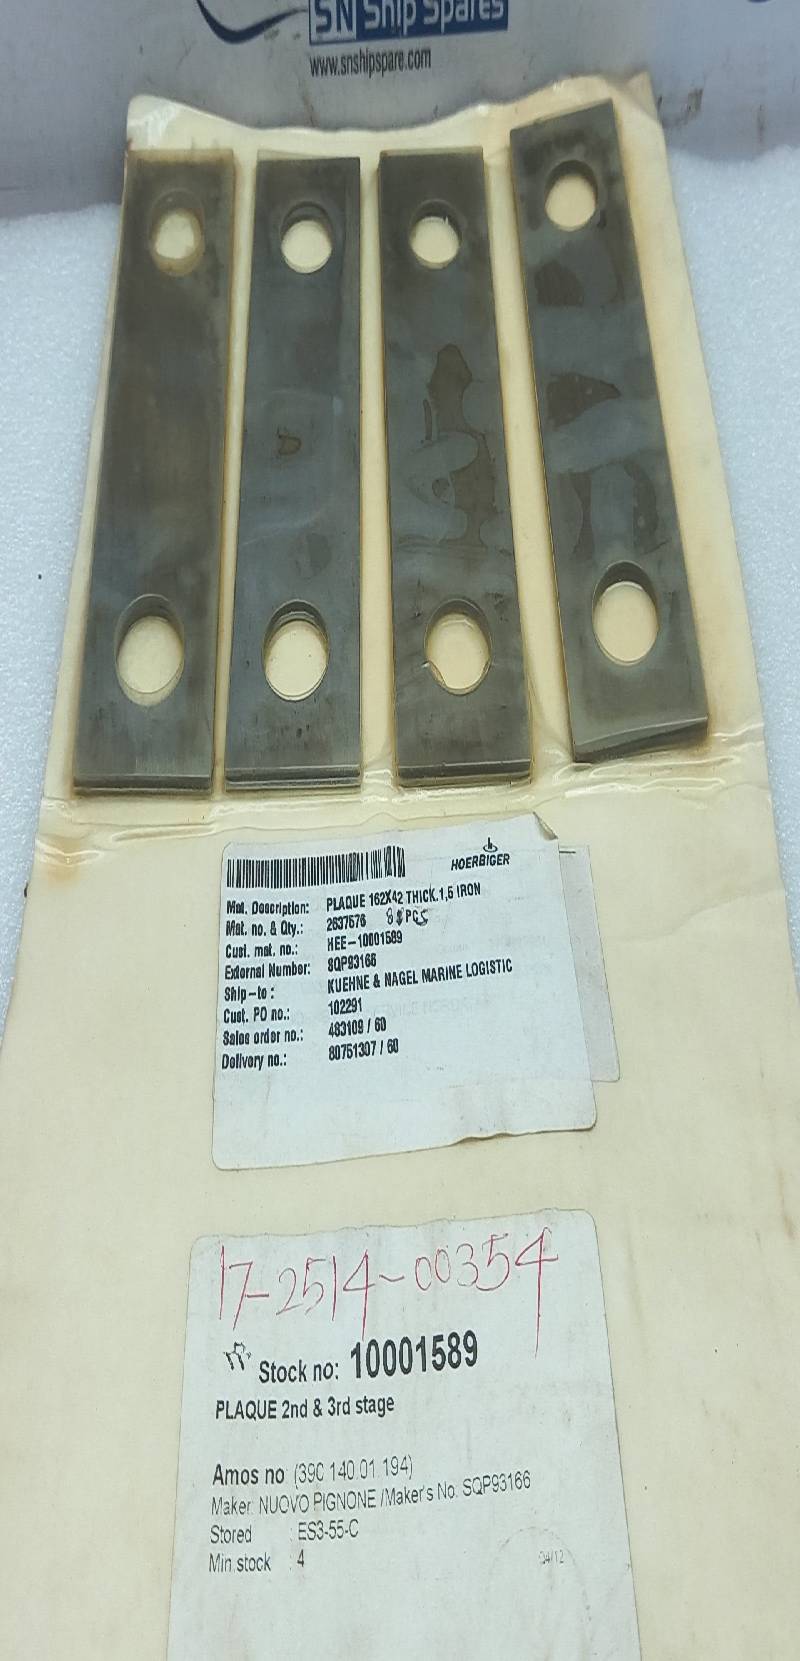 SN Ship Spares
www.snshipspare.com
HOERBIGER
Mat. Description: PLAQUE 162X42 THICK.1,5 IRON
Mat. no. & Qty.: 2637676 PCS
Cust. mat. no.: HEE-10001589
External Number: SQP93166
Ship-to : KUEHNE & NAGEL MARINE LOGISTIC
Cust. PO no.: 102291
Sales order no.: 483109 / 60
Delivery no.: 80751307 / 60
17-2514-00354
Stock no: 10001589
PLAQUE 2nd & 3rd stage
Amos no (390 140 01 194)
Maker: NUOVO PIGNONE /Maker's No. SQP93166
Stored : ES3-55-C
Min.stock : 4
04/12